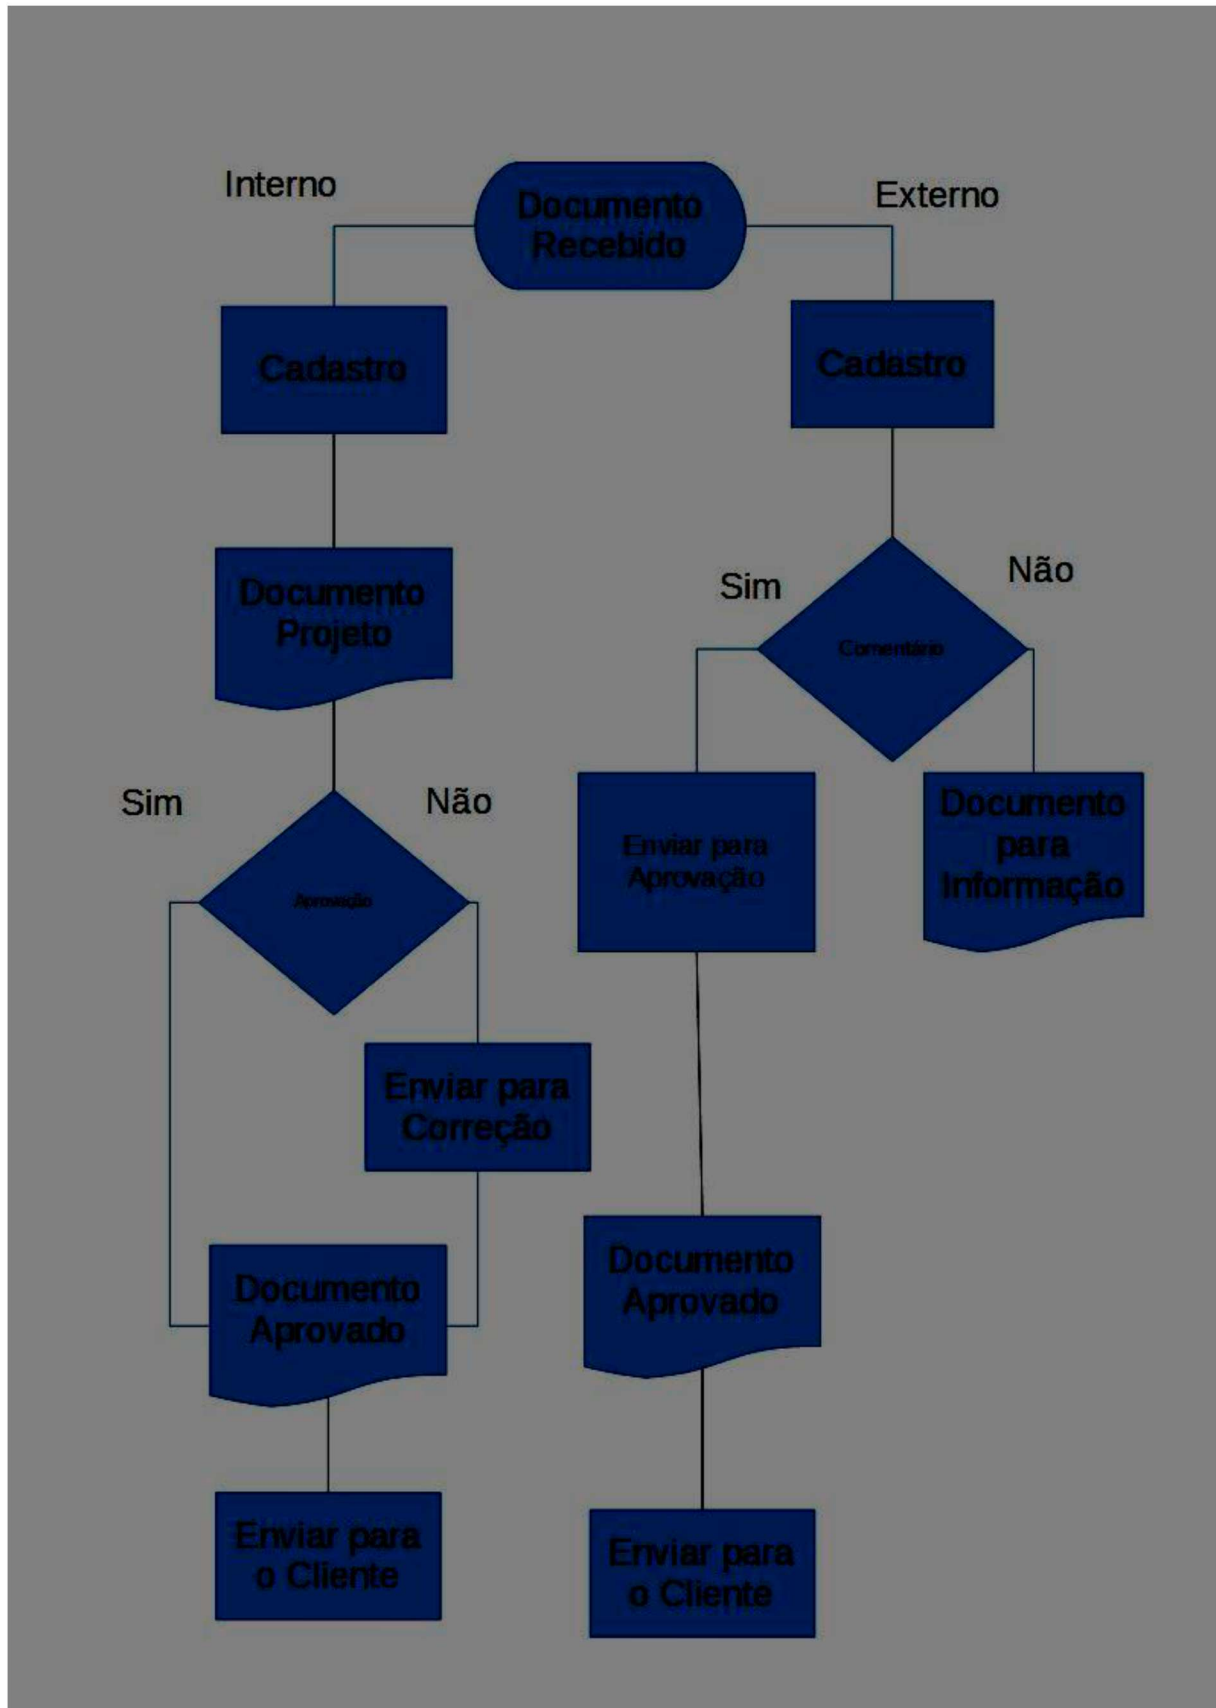 Interno
Documento
Recebido
Externo
Cadastro
Cadastro
Documento
Projeto
Sim
Não
Comentário
Sim
Não
Aprovação
Enviar para
Aprovação
Documento
para
Informação
Enviar para
Correção
Documento
Aprovado
Documento
Aprovado
Enviar para
o Cliente
Enviar para
o Cliente